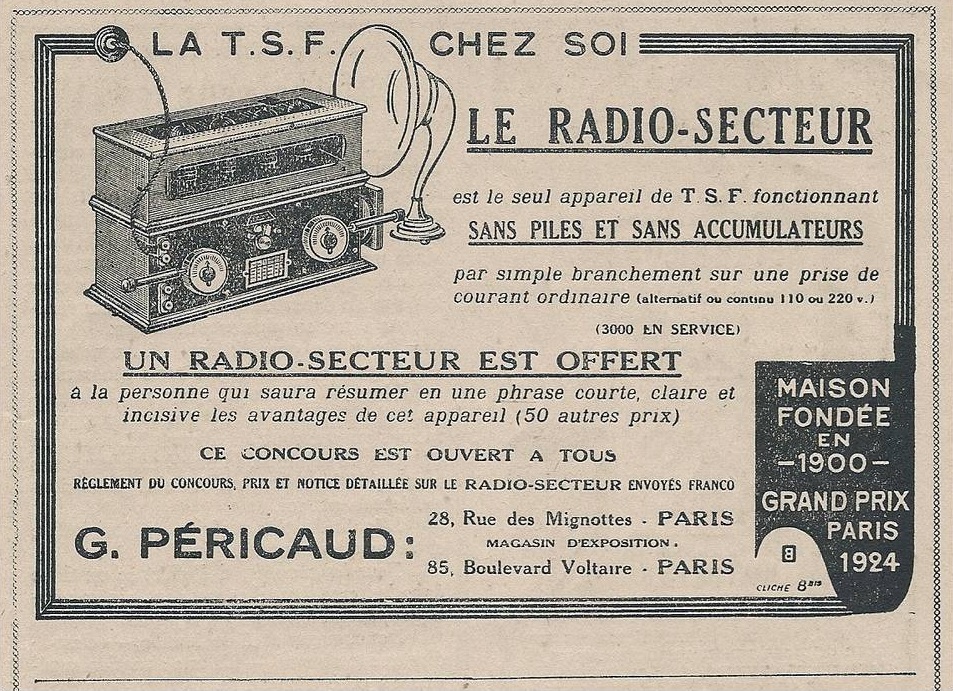 LA T.S.F. CHEZ SOI
LE RADIO-SECTEUR
est le seul appareil de T.S.F. fonctionnant
SANS PILES ET SANS ACCUMULATEURS
par simple branchement sur une prise de
courant ordinaire (alternatif ou continu 110 ou 220 v.)
(3000 EN SERVICE)
UN RADIO-SECTEUR EST OFFERT
à la personne qui saura résumer en une phrase courte, claire et
incisive les avantages de cet appareil (50 autres prix)
CE CONCOURS EST OUVERT A TOUS
RÈGLEMENT DU CONCOURS, PRIX ET NOTICE DÉTAILLÉE SUR LE RADIO-SECTEUR ENVOYÉS FRANCO
G. PÉRICAUD:
28, Rue des Mignottes - PARIS
MAGASIN D'EXPOSITION.
85, Boulevard Voltaire - PARIS
MAISON
FONDÉE
EN
-1900-
GRAND PRIX
PARIS
1924
B
CLICHE 8BIS